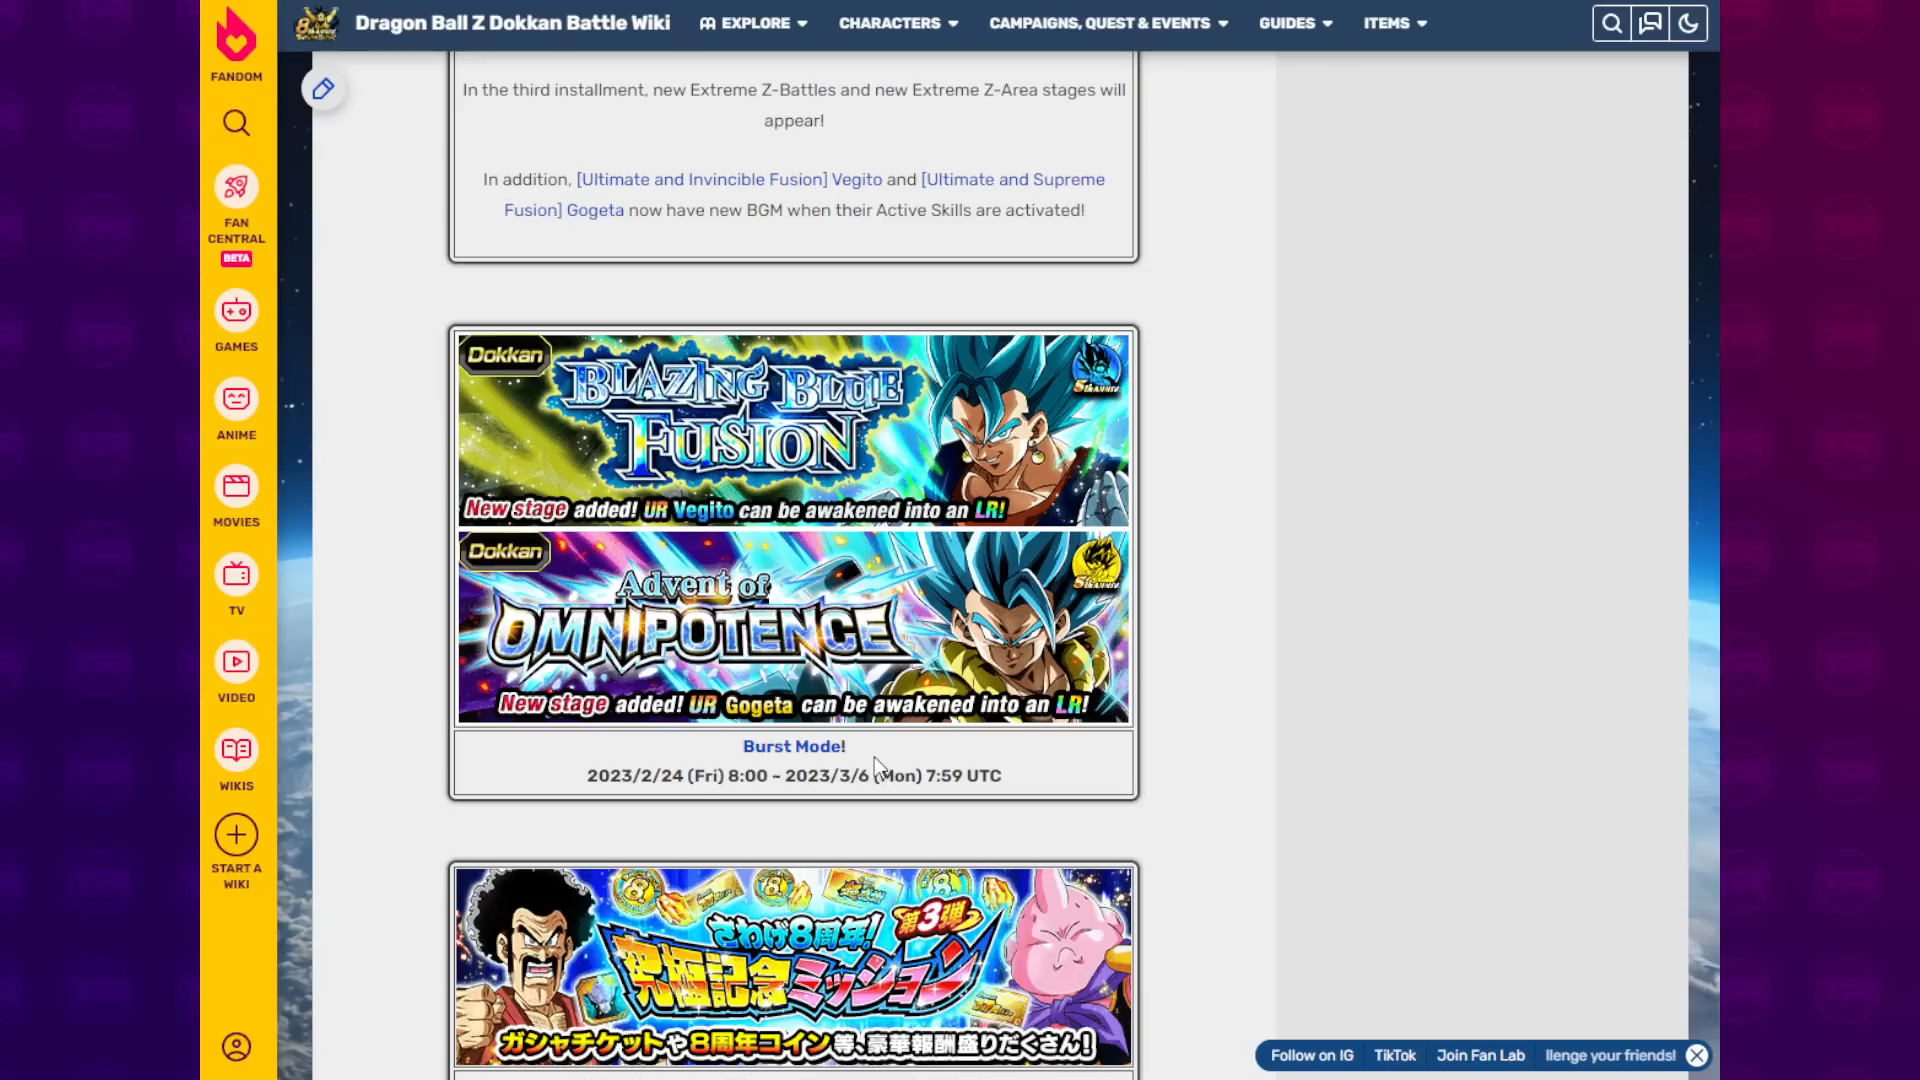 Dragon Ball Z Dokkan Battle Wiki
EXPLORE
CHARACTERS
CAMPAIGNS, QUEST & EVENTS
GUIDES
ITEMS
FANDOM
FAN
CENTRAL
BETA
GAMES
ANIME
MOVIES
TV
VIDEO
WIKIS
START A
WIKI
In the third installment, new Extreme Z-Battles and new Extreme Z-Area stages will
appear!
In addition, [Ultimate and Invincible Fusion] Vegito and [Ultimate and Supreme
Fusion] Gogeta now have new BGM when their Active Skills are activated!
Dokkan
BLAZING BLUE
FUSION
5thANNIV.
New stage added! UR Vegito can be awakened into an LR!
Dokkan
Advent of
OMNIPOTENCE
5thANNIV.
New stage added! UR Gogeta can be awakened into an LR!
Burst Mode!
2023/2/24 (Fri) 8:00 ~ 2023/3/6 (Mon) 7:59 UTC
さわげ8周年!
第3弾
究極記念ミッション
ガシャチケットや8周年コイン等、豪華報酬盛りだくさん!
Follow on IG
TikTok
Join Fan Lab
llenge your friends!